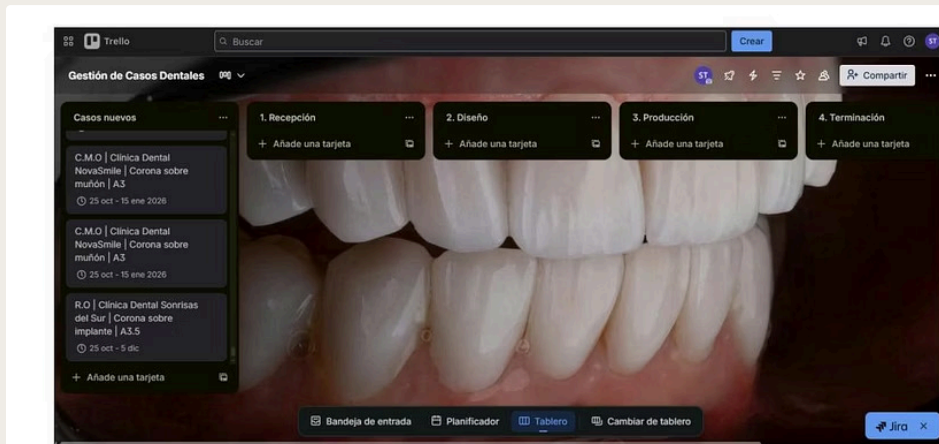 Trello
Buscar
Crear
ST
Gestión de Casos Dentales
ST
Compartir
Casos nuevos
C.M.O | Clínica Dental
NovaSmile | Corona sobre
muñón | A3
25 oct - 15 ene 2026
C.M.O | Clínica Dental
NovaSmile | Corona sobre
muñón | A3
25 oct - 15 ene 2026
R.O | Clínica Dental Sonrisas
del Sur | Corona sobre
implante | A3.5
25 oct - 5 dic
+ Añade una tarjeta
1. Recepción
+ Añade una tarjeta
2. Diseño
+ Añade una tarjeta
3. Producción
+ Añade una tarjeta
4. Terminación
+ Añade una tarjeta
Bandeja de entrada
Planificador
Tablero
Cambiar de tablero
Jira